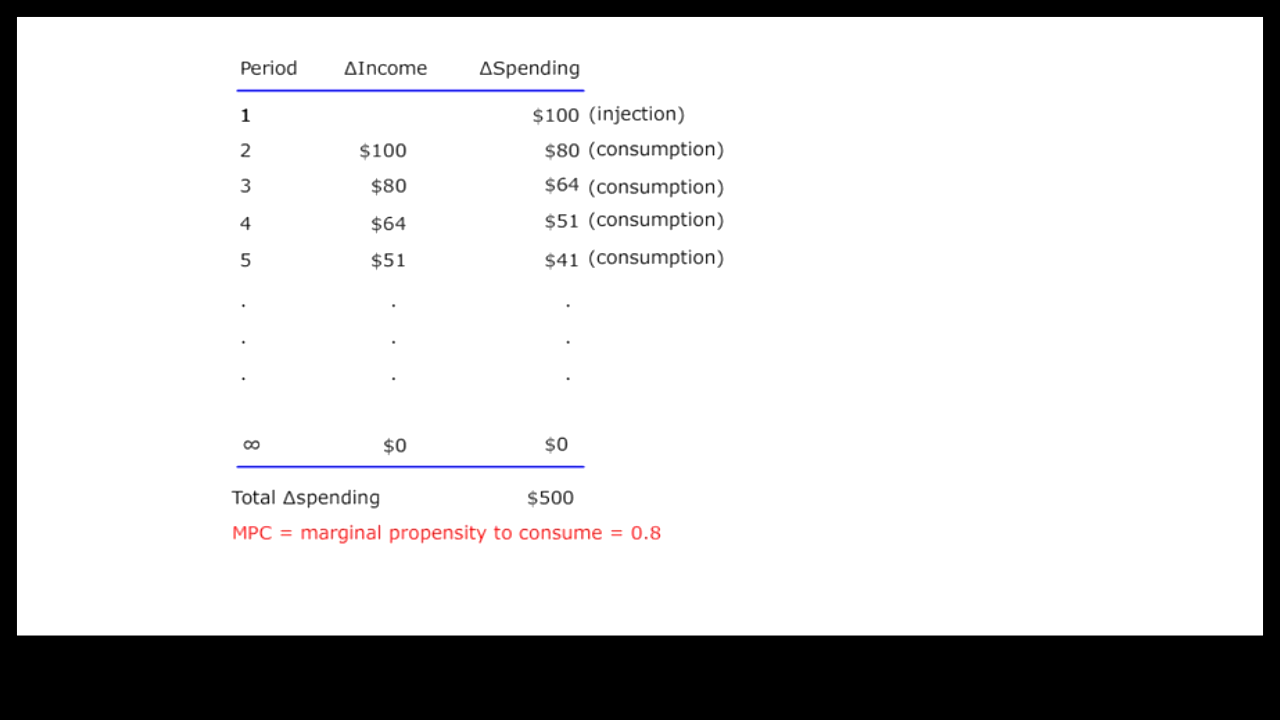 Period ΔIncome ΔSpending
1 $100 (injection)
2 $100 $80 (consumption)
3 $80 $64 (consumption)
4 $64 $51 (consumption)
5 $51 $41 (consumption)
. . .
. . .
. . .
∞ $0 $0
Total Δspending $500
MPC = marginal propensity to consume = 0.8